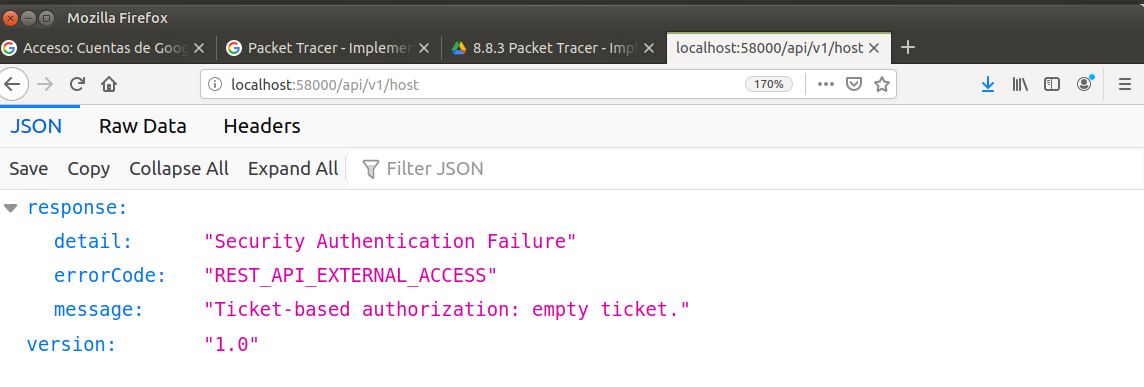 Mozilla Firefox
Acceso: Cuentas de Goog
Packet Tracer - Implemen
8.8.3 Packet Tracer - Impl
localhost:58000/api/v1/host
localhost:58000/api/v1/host 170%
JSON Raw Data Headers
Save Copy Collapse All Expand All Filter JSON
response:
detail: "Security Authentication Failure"
errorCode: "REST_API_EXTERNAL_ACCESS"
message: "Ticket-based authorization: empty ticket."
version: "1.0"